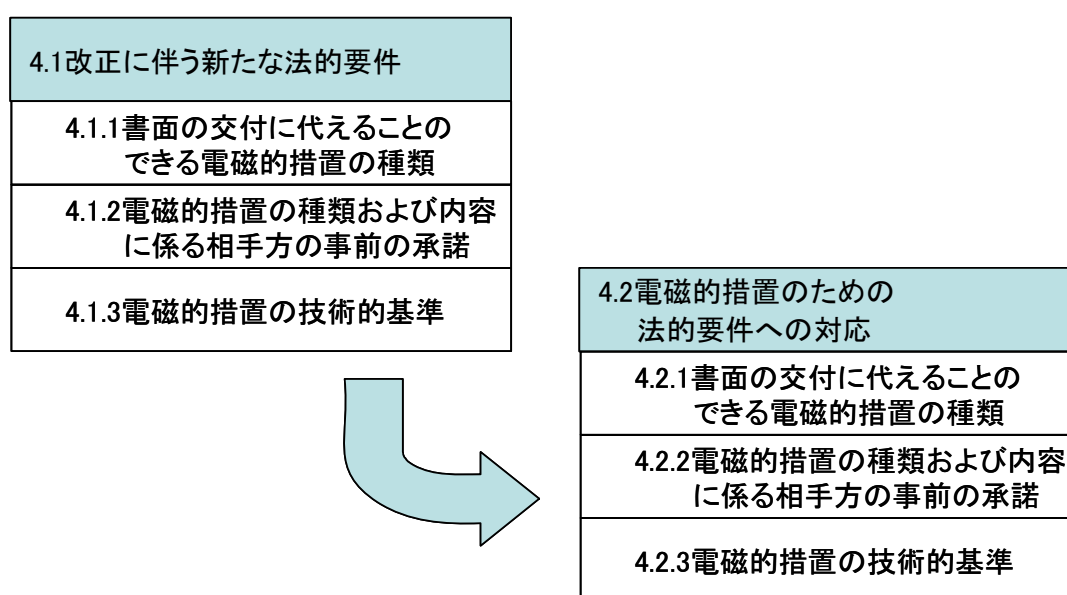 4.1改正に伴う新たな法的要件
4.1.1書面の交付に代えることの
できる電磁的措置の種類
4.1.2電磁的措置の種類および内容
に係る相手方の事前の承諾
4.1.3電磁的措置の技術的基準
4.2電磁的措置のための
法的要件への対応
4.2.1書面の交付に代えることの
できる電磁的措置の種類
4.2.2電磁的措置の種類および内容
に係る相手方の事前の承諾
4.2.3電磁的措置の技術的基準